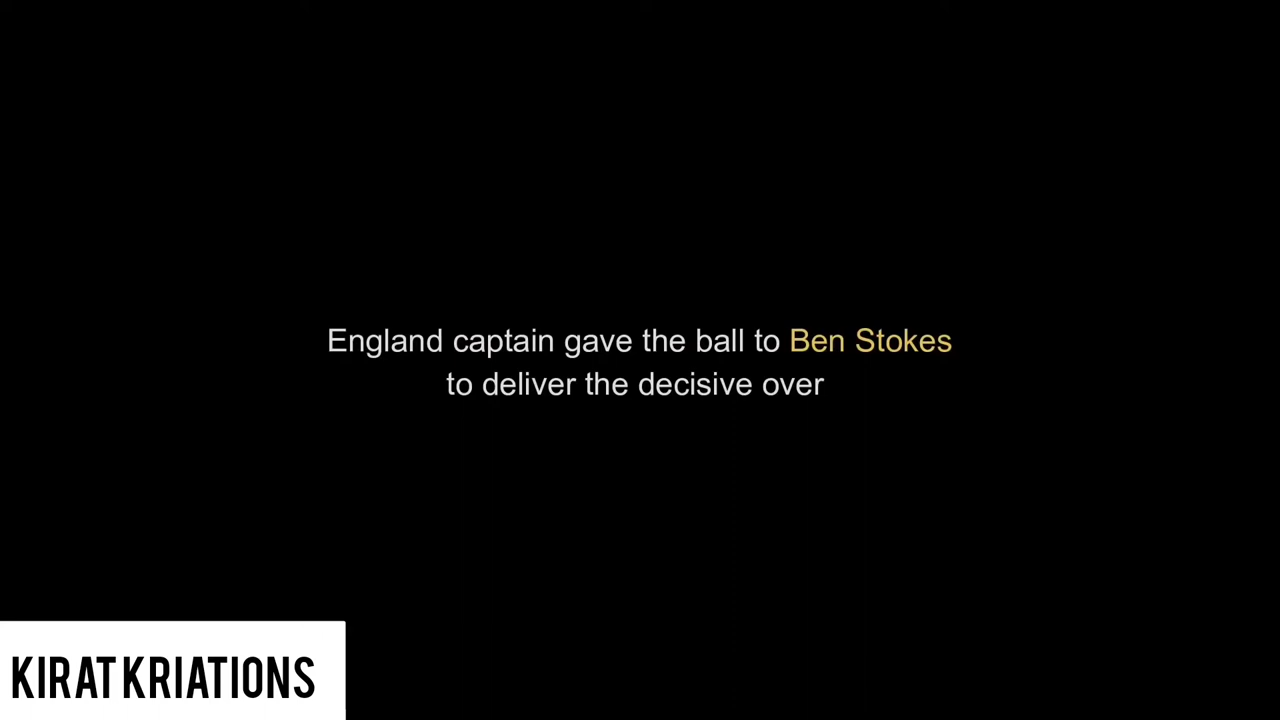 England captain gave the ball to Ben Stokes
to deliver the decisive over
KIRAT KRIATIONS